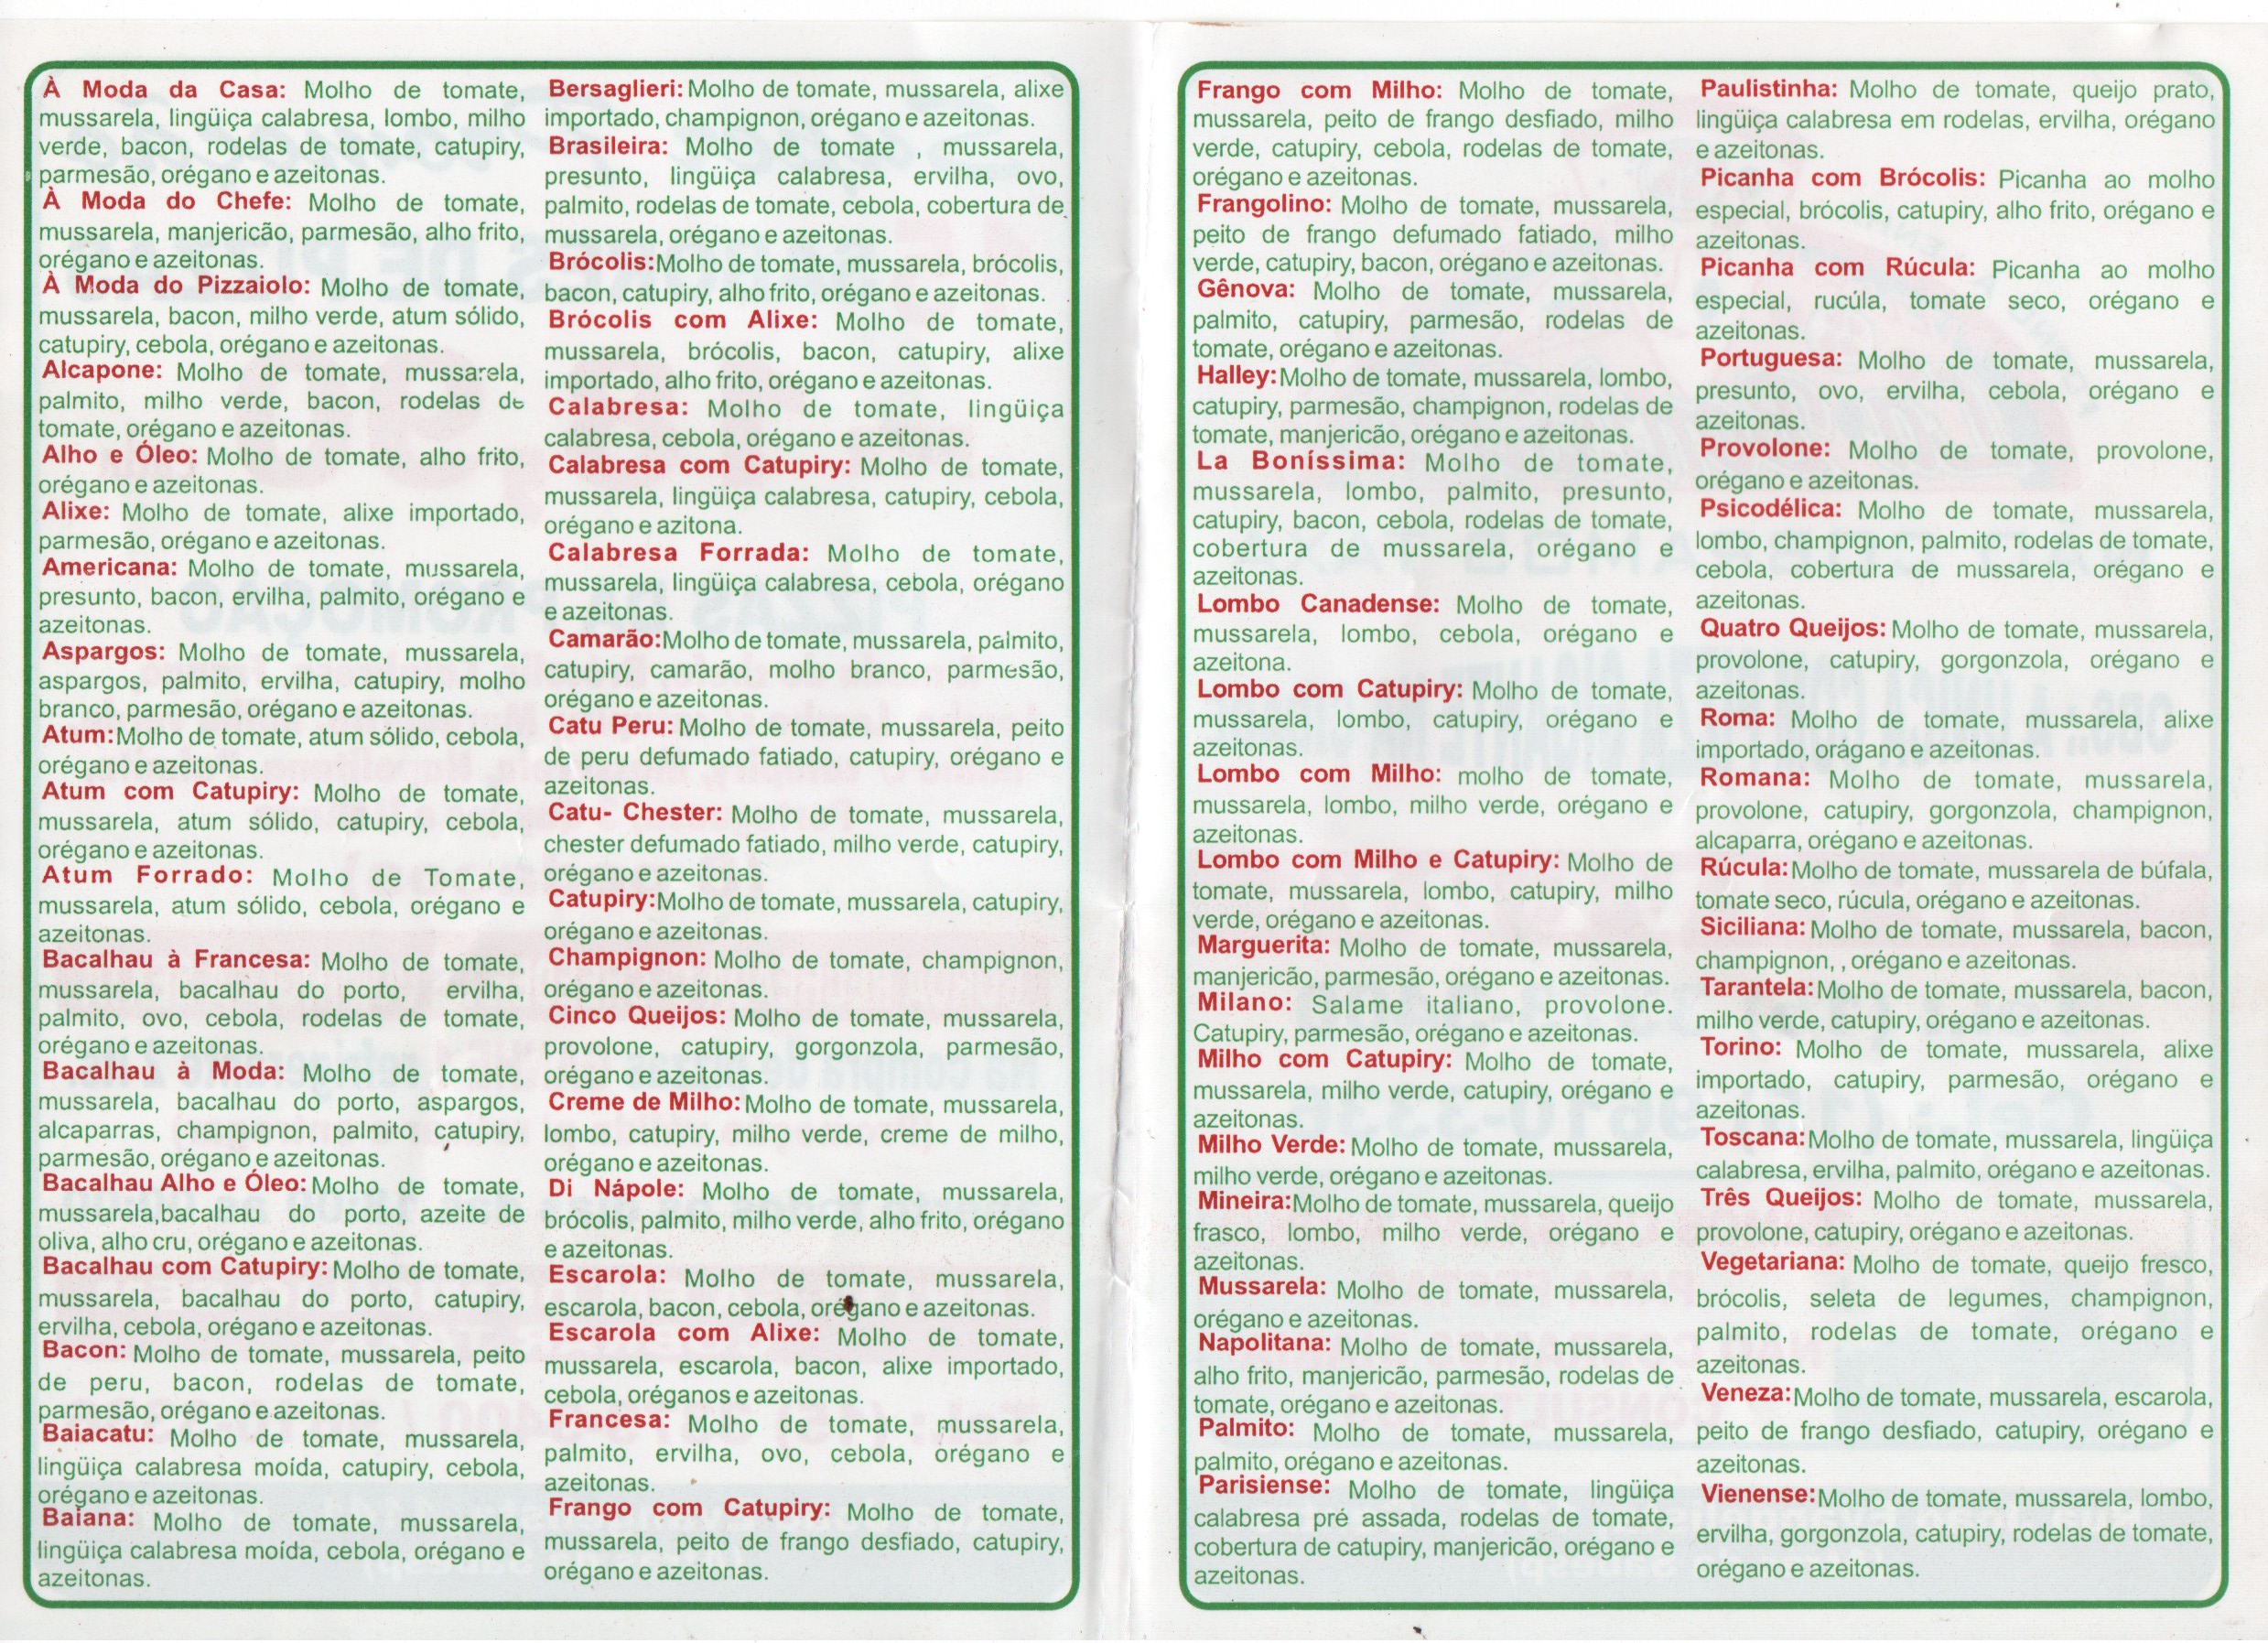 À Moda da Casa: Molho de tomate,
mussarela, lingüiça calabresa, lombo, milho
verde, bacon, rodelas de tomate, catupiry,
parmesão, orégano e azeitonas.
À Moda do Chefe: Molho de tomate,
mussarela, manjericão, parmesão, alho frito,
orégano e azeitonas.
À Moda do Pizzaiolo: Molho de tomate,
mussarela, bacon, milho verde, atum sólido,
catupiry, cebola, orégano e azeitonas.
Alcapone: Molho de tomate, mussarela,
palmito, milho verde, bacon, rodelas de
tomate, orégano e azeitonas.
Alho e Óleo: Molho de tomate, alho frito,
orégano e azeitonas.
Alixe: Molho de tomate, alixe importado,
parmesão, orégano e azeitonas.
Americana: Molho de tomate, mussarela,
presunto, bacon, ervilha, palmito, orégano e
azeitonas.
Aspargos: Molho de tomate, mussarela,
aspargos, palmito, ervilha, catupiry, molho
branco, parmesão, orégano e azeitonas.
Atum: Molho de tomate, atum sólido, cebola,
orégano e azeitonas.
Atum com Catupiry: Molho de tomate,
mussarela, atum sólido, catupiry, cebola,
orégano e azeitonas.
Atum Forrado: Molho de Tomate,
mussarela, atum sólido, cebola, orégano e
azeitonas.
Bacalhau à Francesa: Molho de tomate,
mussarela, bacalhau do porto, ervilha,
palmito, ovo, cebola, rodelas de tomate,
orégano e azeitonas.
Bacalhau à Moda: Molho de tomate,
mussarela, bacalhau do porto, aspargos,
alcaparras, champignon, palmito, catupiry,
parmesão, orégano e azeitonas.
Bacalhau Alho e Óleo: Molho de tomate,
mussarela,bacalhau do porto, azeite de
oliva, alho cru, orégano e azeitonas.
Bacalhau com Catupiry: Molho de tomate,
mussarela, bacalhau do porto, catupiry,
ervilha, cebola, orégano e azeitonas.
Bacon: Molho de tomate, mussarela, peito
de peru, bacon, rodelas de tomate,
parmesão, orégano e azeitonas.
Baiacatu: Molho de tomate, mussarela,
lingüiça calabresa moída, catupiry, cebola,
orégano e azeitonas.
Baiana: Molho de tomate, mussarela,
lingüiça calabresa moída, cebola, orégano e
azeitonas.
Bersaglieri: Molho de tomate, mussarela, alixe
importado, champignon, orégano e azeitonas.
Brasileira: Molho de tomate , mussarela,
presunto, lingüiça calabresa, ervilha, ovo,
palmito, rodelas de tomate, cebola, cobertura de
mussarela, orégano e azeitonas.
Brócolis: Molho de tomate, mussarela, brócolis,
bacon, catupiry, alho frito, orégano e azeitonas.
Brócolis com Alixe: Molho de tomate,
mussarela, brócolis, bacon, catupiry, alixe
importado, alho frito, orégano e azeitonas.
Calabresa: Molho de tomate, lingüiça
calabresa, cebola, orégano e azeitonas.
Calabresa com Catupiry: Molho de tomate,
mussarela, lingüiça calabresa, catupiry, cebola,
orégano e azitona.
Calabresa Forrada: Molho de tomate,
mussarela, lingüiça calabresa, cebola, orégano
e azeitonas.
Camarão: Molho de tomate, mussarela, palmito,
catupiry, camarão, molho branco, parmesão,
orégano e azeitonas.
Catu Peru: Molho de tomate, mussarela, peito
de peru defumado fatiado, catupiry, orégano e
azeitonas.
Catu- Chester: Molho de tomate, mussarela,
chester defumado fatiado, milho verde, catupiry,
orégano e azeitonas.
Catupiry: Molho de tomate, mussarela, catupiry,
orégano e azeitonas.
Champignon: Molho de tomate, champignon,
orégano e azeitonas.
Cinco Queijos: Molho de tomate, mussarela,
provolone, catupiry, gorgonzola, parmesão,
orégano e azeitonas.
Creme de Milho: Molho de tomate, mussarela,
lombo, catupiry, milho verde, creme de milho,
orégano e azeitonas.
Di Nápole: Molho de tomate, mussarela,
brócolis, palmito, milho verde, alho frito, orégano
e azeitonas.
Escarola: Molho de tomate, mussarela,
escarola, bacon, cebola, orégano e azeitonas.
Escarola com Alixe: Molho de tomate,
mussarela, escarola, bacon, alixe importado,
cebola, oréganos e azeitonas.
Francesa: Molho de tomate, mussarela,
palmito, ervilha, ovo, cebola, orégano e
azeitonas.
Frango com Catupiry: Molho de tomate,
mussarela, peito de frango desfiado, catupiry,
orégano e azeitonas.
Frango com Milho: Molho de tomate,
mussarela, peito de frango desfiado, milho
verde, catupiry, cebola, rodelas de tomate,
orégano e azeitonas.
Frangolino: Molho de tomate, mussarela,
peito de frango defumado fatiado, milho
verde, catupiry, bacon, orégano e azeitonas.
Gênova: Molho de tomate, mussarela,
palmito, catupiry, parmesão, rodelas de
tomate, orégano e azeitonas.
Halley: Molho de tomate, mussarela, lombo,
catupiry, parmesão, champignon, rodelas de
tomate, manjericão, orégano e azeitonas.
La Boníssima: Molho de tomate,
mussarela, lombo, palmito, presunto,
catupiry, bacon, cebola, rodelas de tomate,
cobertura de mussarela, orégano e
azeitonas.
Lombo Canadense: Molho de tomate,
mussarela, lombo, cebola, orégano e
azeitona.
Lombo com Catupiry: Molho de tomate,
mussarela, lombo, catupiry, orégano e
azeitonas.
Lombo com Milho: molho de tomate,
mussarela, lombo, milho verde, orégano e
azeitonas.
Lombo com Milho e Catupiry: Molho de
tomate, mussarela, lombo, catupiry, milho
verde, orégano e azeitonas.
Marguerita: Molho de tomate, mussarela,
manjericão, parmesão, orégano e azeitonas.
Milano: Salame italiano, provolone.
Catupiry, parmesão, orégano e azeitonas.
Milho com Catupiry: Molho de tomate,
mussarela, milho verde, catupiry, orégano e
azeitonas.
Milho Verde: Molho de tomate, mussarela,
milho verde, orégano e azeitonas.
Mineira: Molho de tomate, mussarela, queijo
frasco, lombo, milho verde, orégano e
azeitonas.
Mussarela: Molho de tomate, mussarela,
orégano e azeitonas.
Napolitana: Molho de tomate, mussarela,
alho frito, manjericão, parmesão, rodelas de
tomate, orégano e azeitonas.
Palmito: Molho de tomate, mussarela,
palmito, orégano e azeitonas.
Parisiense: Molho de tomate, lingüiça
calabresa pré assada, rodelas de tomate,
cobertura de catupiry, manjericão, orégano e
azeitonas.
Paulistinha: Molho de tomate, queijo prato,
lingüiça calabresa em rodelas, ervilha, orégano
e azeitonas.
Picanha com Brócolis: Picanha ao molho
especial, brócolis, catupiry, alho frito, orégano e
azeitonas.
Picanha com Rúcula: Picanha ao molho
especial, rucúla, tomate seco, orégano e
azeitonas.
Portuguesa: Molho de tomate, mussarela,
presunto, ovo, ervilha, cebola, orégano e
azeitonas.
Provolone: Molho de tomate, provolone,
orégano e azeitonas.
Psicodélica: Molho de tomate, mussarela,
lombo, champignon, palmito, rodelas de tomate,
cebola, cobertura de mussarela, orégano e
azeitonas.
Quatro Queijos: Molho de tomate, mussarela,
provolone, catupiry, gorgonzola, orégano e
azeitonas.
Roma: Molho de tomate, mussarela, alixe
importado, orágano e azeitonas.
Romana: Molho de tomate, mussarela,
provolone, catupiry, gorgonzola, champignon,
alcaparra, orégano e azeitonas.
Rúcula: Molho de tomate, mussarela de búfala,
tomate seco, rúcula, orégano e azeitonas.
Siciliana: Molho de tomate, mussarela, bacon,
champignon, , orégano e azeitonas.
Tarantela: Molho de tomate, mussarela, bacon,
milho verde, catupiry, orégano e azeitonas.
Torino: Molho de tomate, mussarela, alixe
importado, catupiry, parmesão, orégano e
azeitonas.
Toscana: Molho de tomate, mussarela, lingüiça
calabresa, ervilha, palmito, orégano e azeitonas.
Três Queijos: Molho de tomate, mussarela,
provolone, catupiry, orégano e azeitonas.
Vegetariana: Molho de tomate, queijo fresco,
brócolis, seleta de legumes, champignon,
palmito, rodelas de tomate, orégano e
azeitonas.
Veneza: Molho de tomate, mussarela, escarola,
peito de frango desfiado, catupiry, orégano e
azeitonas.
Vienense: Molho de tomate, mussarela, lombo,
ervilha, gorgonzola, catupiry, rodelas de tomate,
orégano e azeitonas.